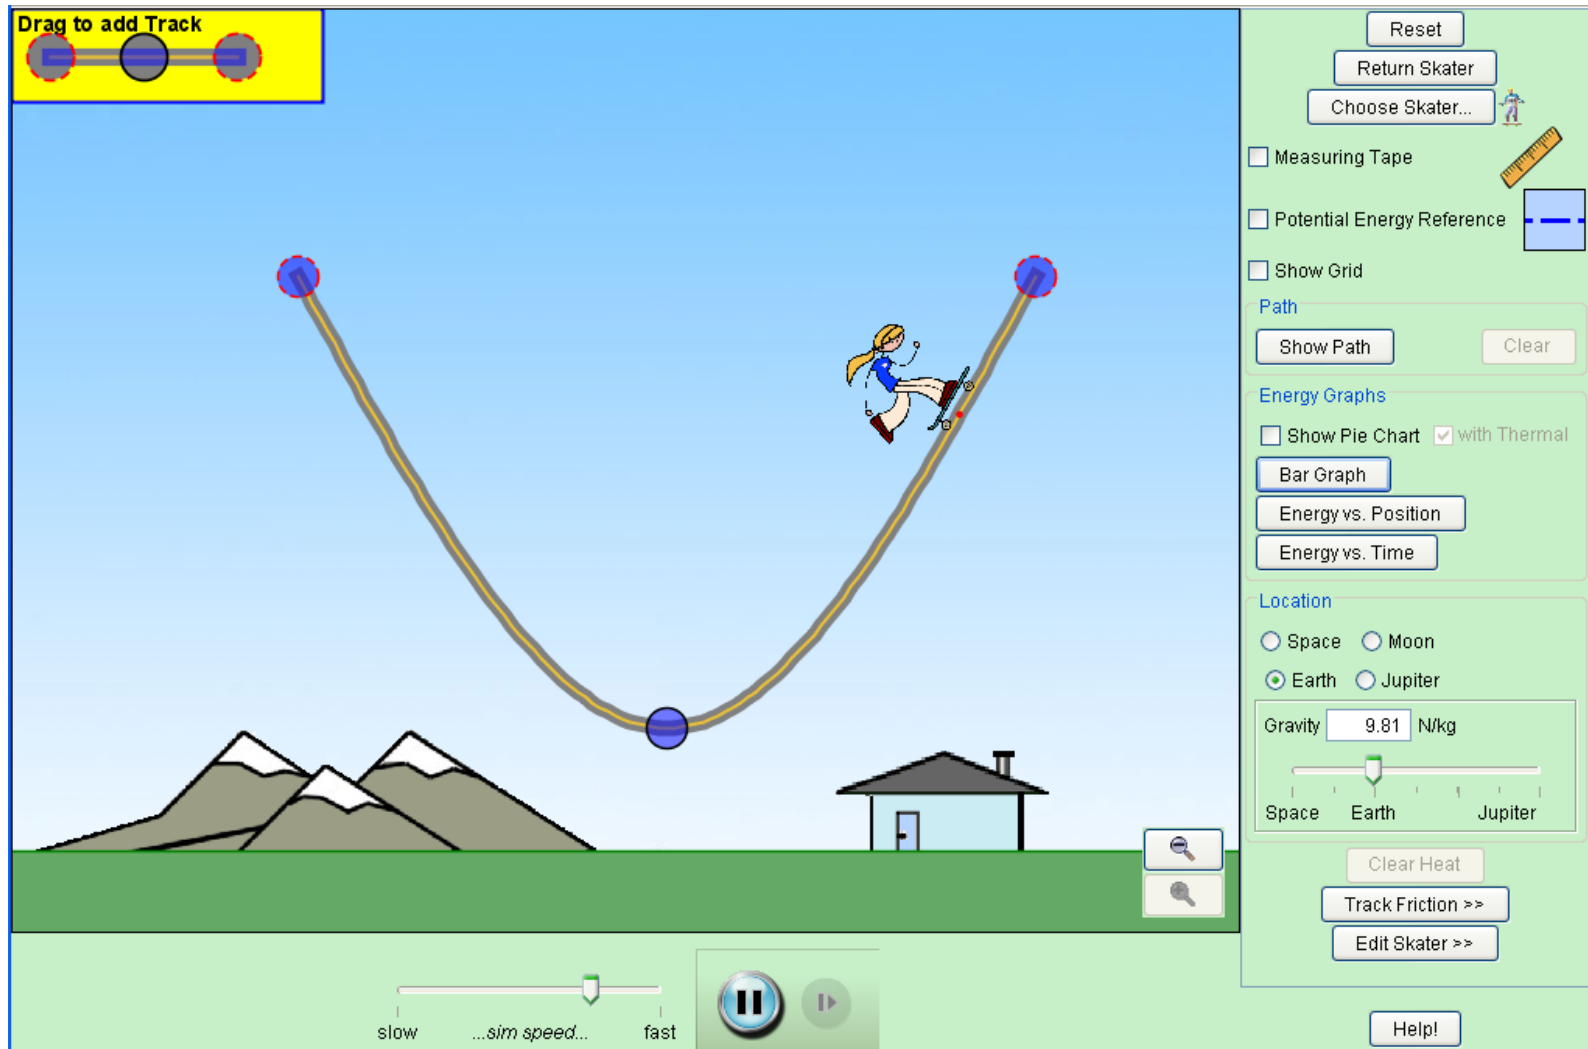 Drag to add Track
Reset
Return Skater
Choose Skater...
Measuring Tape
Potential Energy Reference
Show Grid
Path
Show Path Clear
Energy Graphs
Show Pie Chart with Thermal
Bar Graph
Energy vs. Position
Energy vs. Time
Location
Space Moon
Earth Jupiter
Gravity 9.81 N/kg
Space Earth Jupiter
Clear Heat
Track Friction >>
Edit Skater >>
slow ...sim speed... fast
Help!